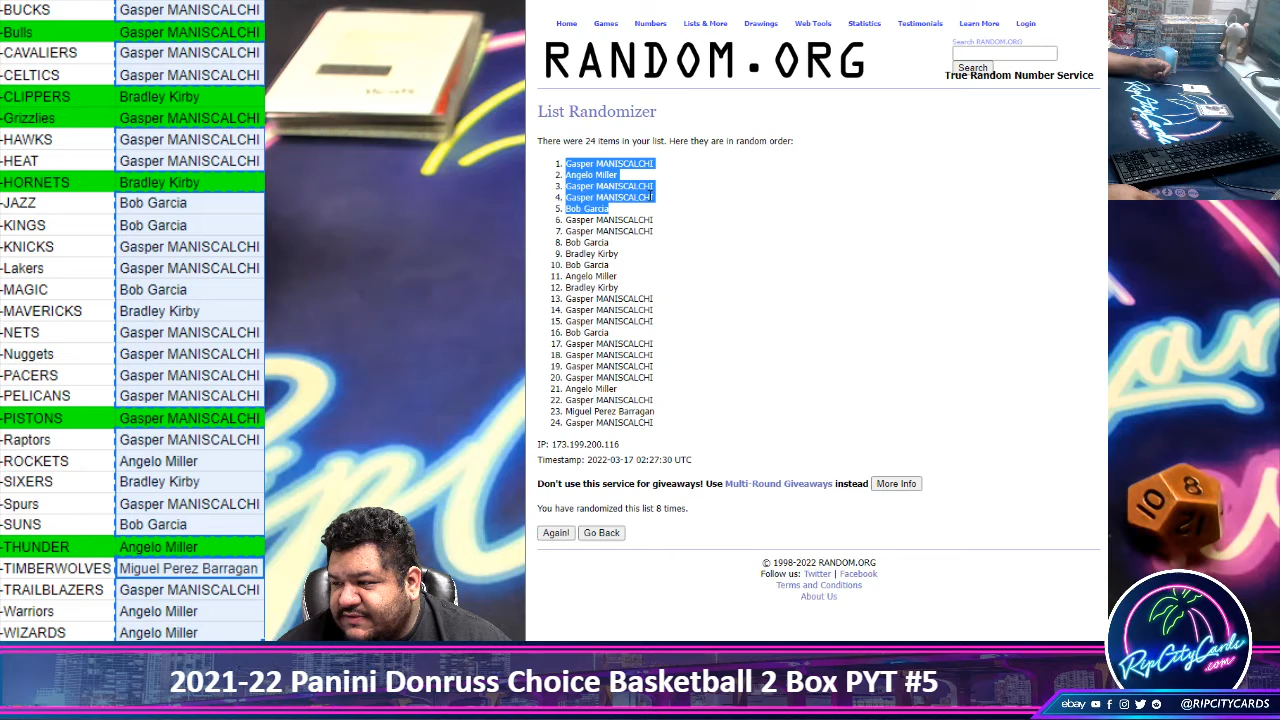 -BUCKS Gasper MANISCALCHI
-Bulls Gasper MANISCALCHI
-CAVALIERS Gasper MANISCALCHI
-CELTICS Gasper MANISCALCHI
-CLIPPERS Bradley Kirby
-Grizzlies Gasper MANISCALCHI
-HAWKS Gasper MANISCALCHI
-HEAT Gasper MANISCALCHI
-HORNETS Bradley Kirby
-JAZZ Bob Garcia
-KINGS Bob Garcia
-KNICKS Gasper MANISCALCHI
-Lakers Gasper MANISCALCHI
-MAGIC Bob Garcia
-MAVERICKS Bradley Kirby
-NETS Gasper MANISCALCHI
-Nuggets Gasper MANISCALCHI
-PACERS Gasper MANISCALCHI
-PELICANS Gasper MANISCALCHI
-PISTONS Gasper MANISCALCHI
-Raptors Gasper MANISCALCHI
-ROCKETS Angelo Miller
-SIXERS Bradley Kirby
-Spurs Gasper MANISCALCHI
-SUNS Bob Garcia
-THUNDER Angelo Miller
-TIMBERWOLVES Miguel Perez Barragan
-TRAILBLAZERS Gasper MANISCALCHI
-Warriors Angelo Miller
-WIZARDS Angelo Miller
Home Games Numbers Lists & More Drawings Web Tools Statistics Testimonials Learn More Login
RANDOM.ORG
Search RANDOM.ORG
Search
True Random Number Service
List Randomizer
There were 24 items in your list. Here they are in random order:
1. Gasper MANISCALCHI
2. Angelo Miller
3. Gasper MANISCALCHI
4. Gasper MANISCALCHI
5. Bob Garcia
6. Gasper MANISCALCHI
7. Gasper MANISCALCHI
8. Bob Garcia
9. Bradley Kirby
10. Bob Garcia
11. Angelo Miller
12. Bradley Kirby
13. Gasper MANISCALCHI
14. Gasper MANISCALCHI
15. Gasper MANISCALCHI
16. Bob Garcia
17. Gasper MANISCALCHI
18. Gasper MANISCALCHI
19. Gasper MANISCALCHI
20. Gasper MANISCALCHI
21. Angelo Miller
22. Gasper MANISCALCHI
23. Miguel Perez Barragan
24. Gasper MANISCALCHI
IP: 173.199.200.116
Timestamp: 2022-03-17 02:27:30 UTC
Don't use this service for giveaways! Use Multi-Round Giveaways instead More Info
You have randomized this list 8 times.
Again! Go Back
© 1998-2022 RANDOM.ORG
Follow us: Twitter | Facebook
Terms and Conditions
About Us
10 8
21
RipCityCards
.com
2021-22 Panini Donruss Choice Basketball 2 Box PYT #5
ebay @RIPCITYCARDS